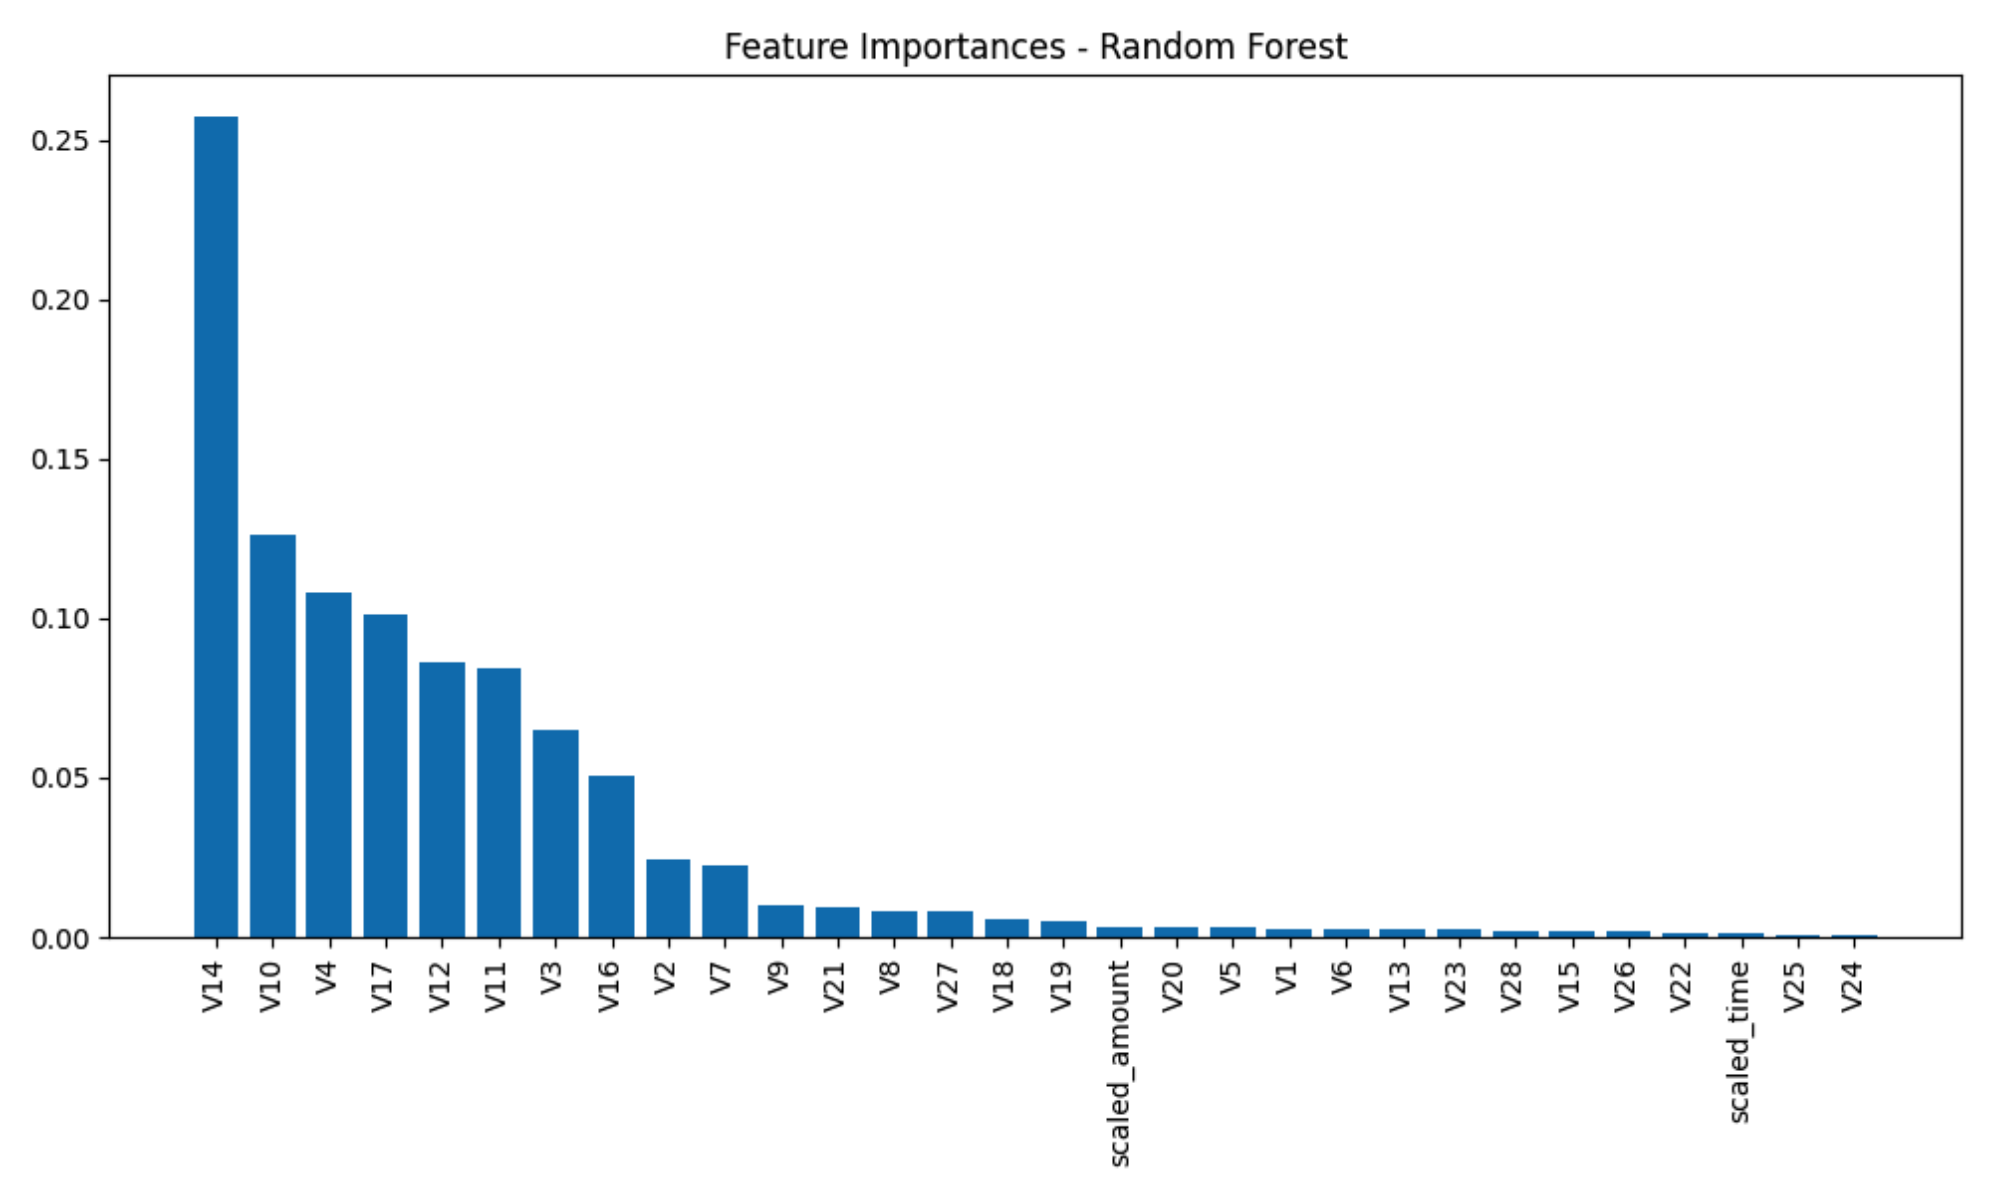 Feature Importances - Random Forest
0.25
0.20
0.15
0.10
0.05
0.00
V14
V10
V4
V17
V12
V11
V3
V16
V2
V7
V9
V21
V8
V27
V18
V19
scaled_amount
V20
V5
V1
V6
V13
V23
V28
V15
V26
V22
scaled_time
V25
V24